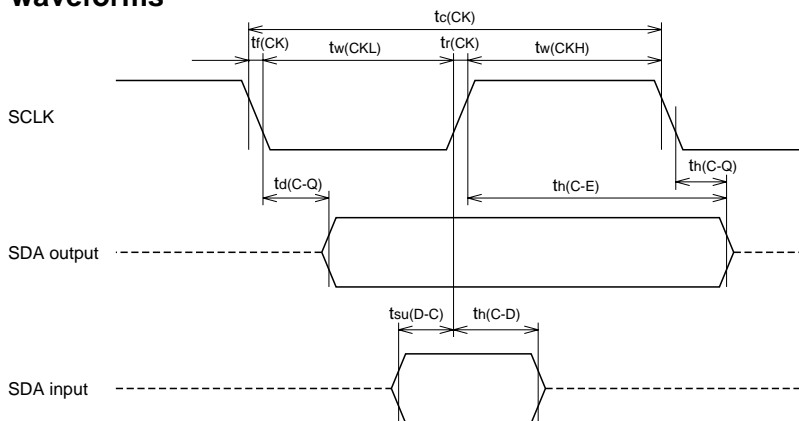 waveforms
tc(CK)
tf(CK) tw(CKL) tr(CK) tw(CKH)
SCLK
td(C-Q) th(C-E) th(C-Q)
SDA output
tsu(D-C) th(C-D)
SDA input